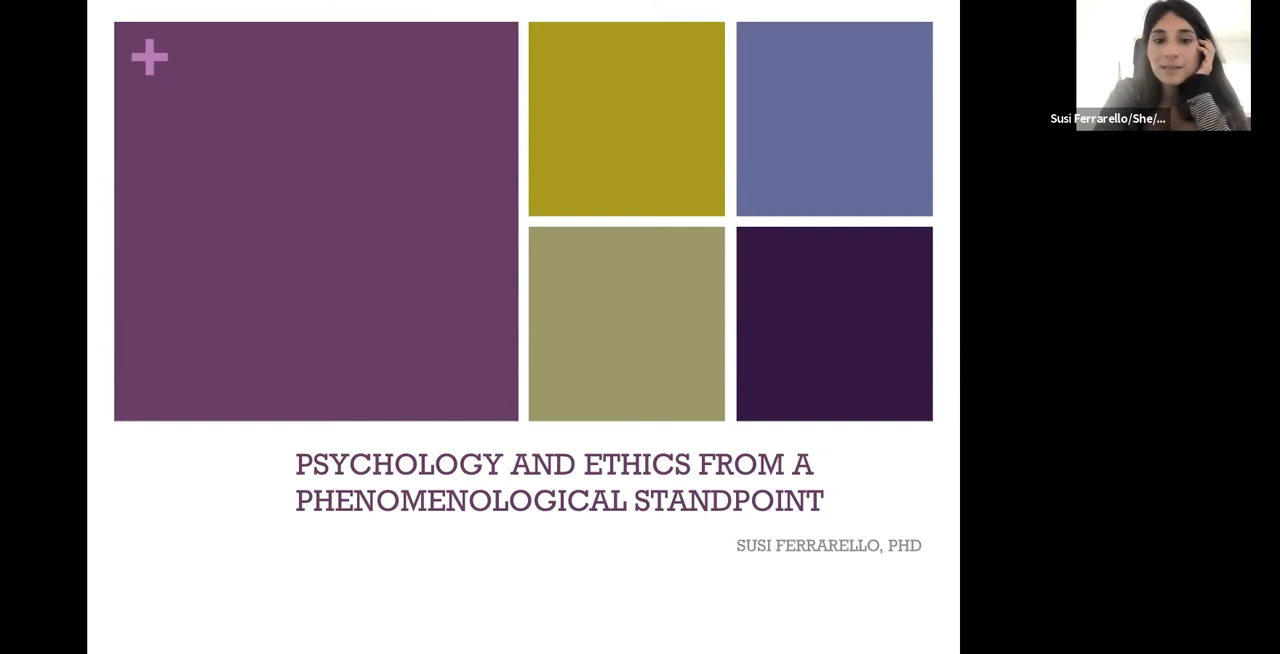 +
Susi Ferrarello/She/...
PSYCHOLOGY AND ETHICS FROM A
PHENOMENOLOGICAL STANDPOINT
SUSI FERRARELLO, PHD